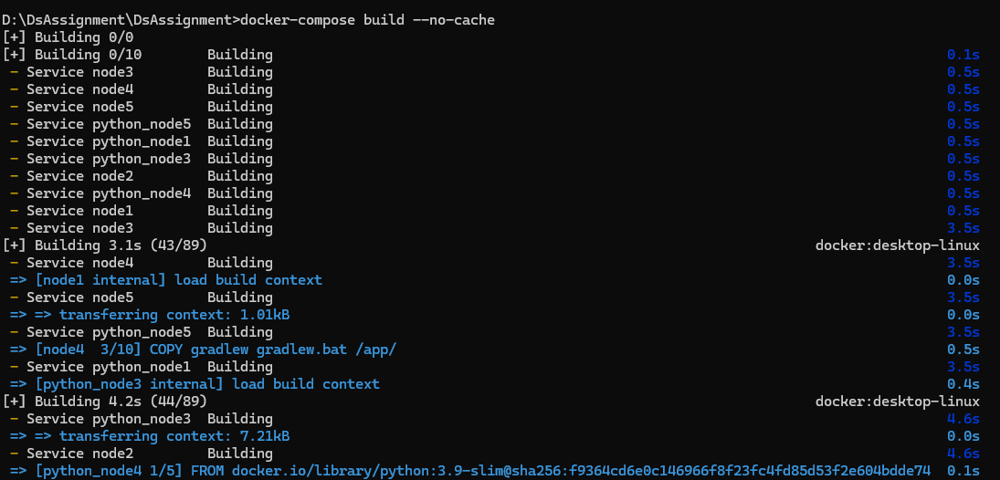 D:\DsAssignment\DsAssignment>docker-compose build --no-cache
[+] Building 0/0
[+] Building 0/10 Building 0.1s
- Service node3 Building 0.5s
- Service node4 Building 0.5s
- Service node5 Building 0.5s
- Service python_node5 Building 0.5s
- Service python_node1 Building 0.5s
- Service python_node3 Building 0.5s
- Service node2 Building 0.5s
- Service python_node4 Building 0.5s
- Service node1 Building 0.5s
- Service node3 Building 3.5s
[+] Building 3.1s (43/89) docker:desktop-linux
- Service node4 Building 3.5s
=> [node1 internal] load build context 0.0s
- Service node5 Building 3.5s
=> => transferring context: 1.01kB 0.0s
- Service python_node5 Building 3.5s
=> [node4 3/10] COPY gradlew gradlew.bat /app/ 0.5s
- Service python_node1 Building 3.5s
=> [python_node3 internal] load build context 0.4s
[+] Building 4.2s (44/89) docker:desktop-linux
- Service python_node3 Building 4.6s
=> => transferring context: 7.21kB 0.0s
- Service node2 Building 4.6s
=> [python_node4 1/5] FROM docker.io/library/python:3.9-slim@sha256:f9364cd6e0c146966f8f23fc4fd85d53f2e604bdde74 0.1s